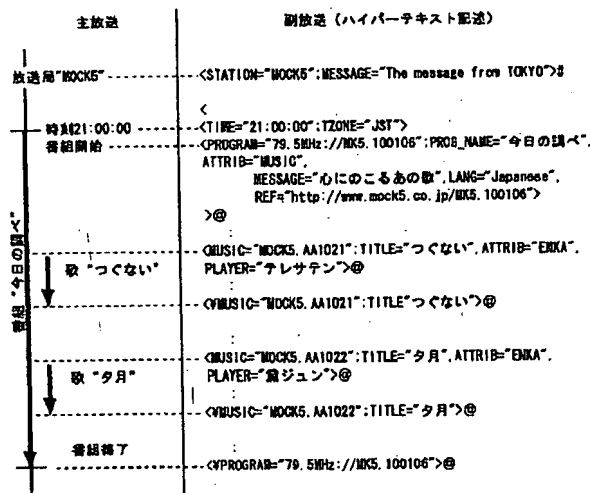 主放送
副放送（ハイパーテキスト記述）
放送局"MOCK5"
<STATION="MOCK5";MESSAGE="The message from TOKYO">#
<
時刻21:00:00
<TIME="21:00:00";TZONE="JST">
番組開始
<PROGRAM="79.5MHz://MX5.100106";PROG_NAME="今日の調べ",
ATTRIB="MUSIC",
MESSAGE="心にのこるあの歌",LANG="Japanese",
REF="http://www.mock5.co.jp/MX5.100106">
>@
番組"今日の調べ"
<MUSIC="MOCK5.AA1021";TITLE="つぐない",ATTRIB="ENKA",
PLAYER="テレサテン">@
歌 "つぐない"
<¥MUSIC="MOCK5.AA1021";TITLE"つぐない">@
<MUSIC="MOCK5.AA1022";TITLE="夕月",ATTRIB="ENKA",
PLAYER="黛ジュン">@
歌 "夕月"
<¥MUSIC="MOCK5.AA1022";TITLE="夕月">@
番組終了
<¥PROGRAM="79.5MHz://MX5.100106">@